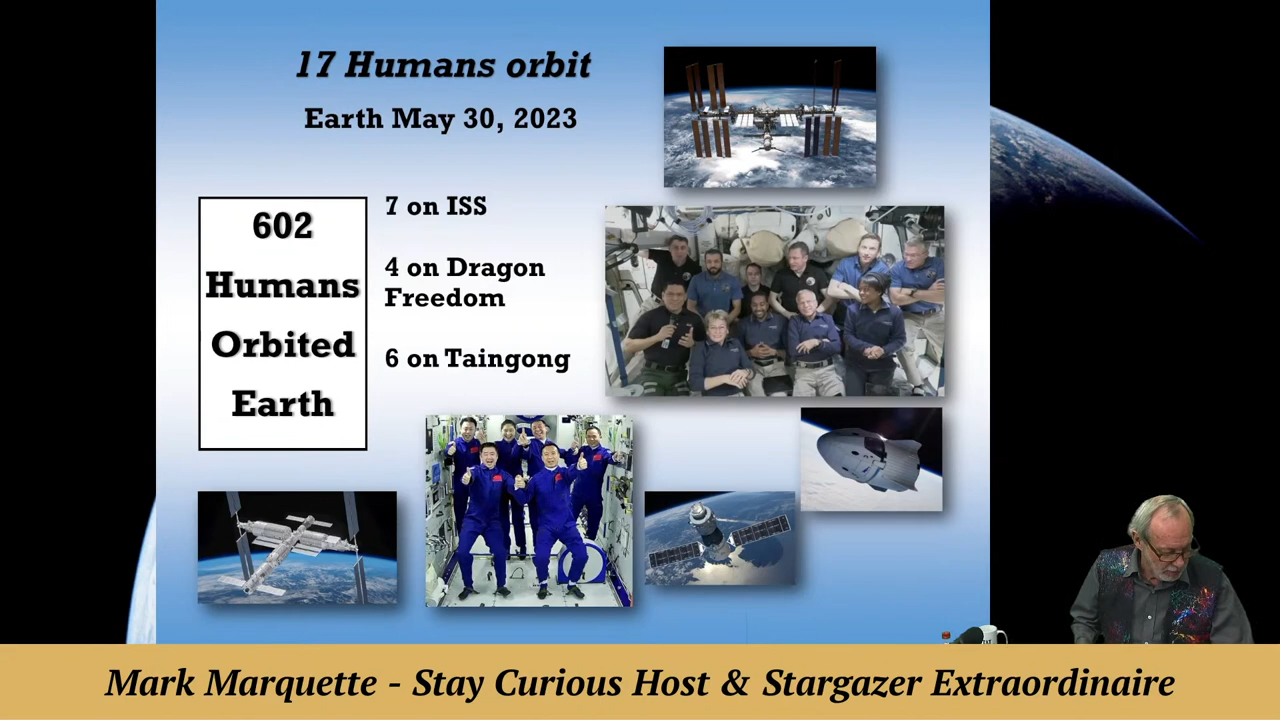 17 Humans orbit
Earth May 30, 2023
602
Humans
Orbited
Earth
7 on ISS
4 on Dragon
Freedom
6 on Taingong
Mark Marquette - Stay Curious Host & Stargazer Extraordinaire